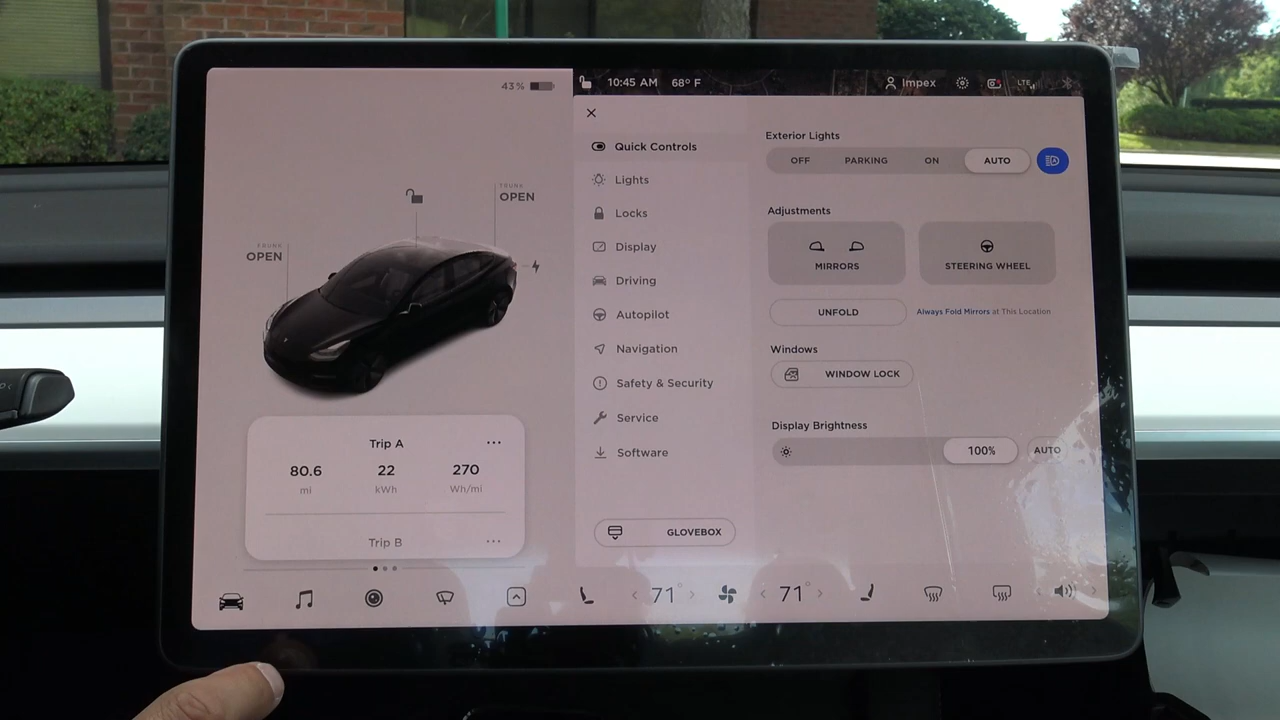 43 %
10:45 AM 68° F
Impex
LTE
Quick Controls
Lights
Locks
Display
Driving
Autopilot
Navigation
Safety & Security
Service
Software
GLOVEBOX
Exterior Lights
OFF PARKING ON AUTO
Adjustments
MIRRORS STEERING WHEEL
UNFOLD Always Fold Mirrors at This Location
Windows
WINDOW LOCK
Display Brightness
100% AUTO
TRUNK
OPEN
OPEN
Trip A
80.6 22 270
mi kWh Wh/mi
Trip B
71° 71°